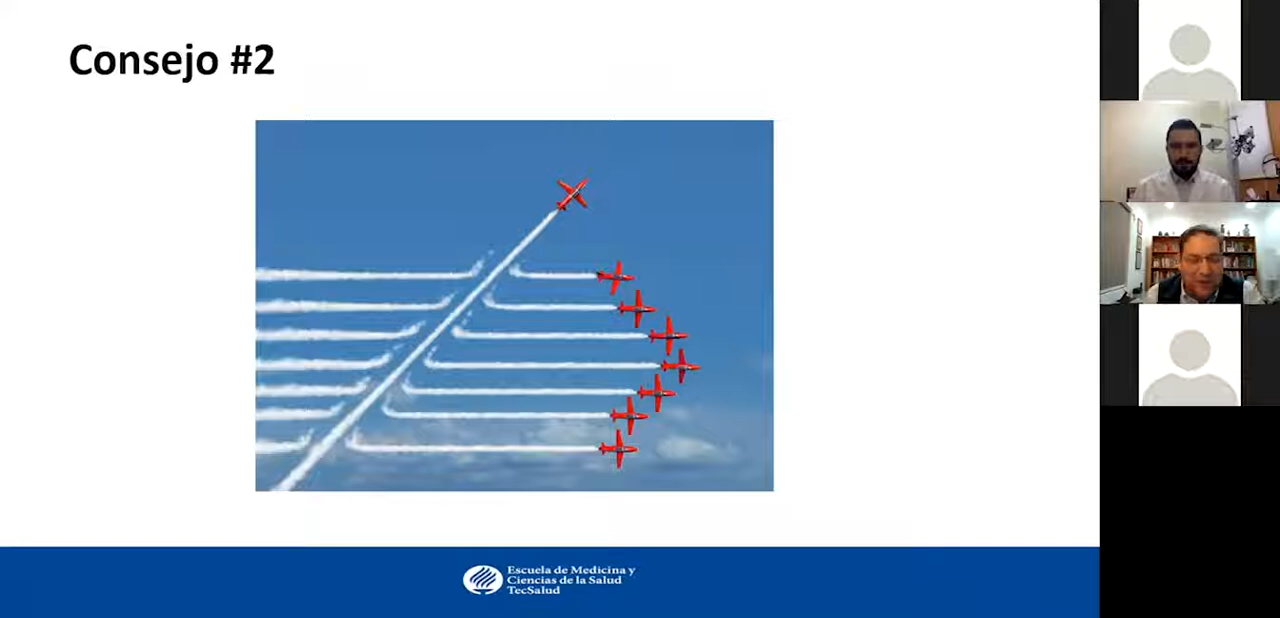 Consejo #2
Escuela de Medicina y
Ciencias de la Salud
TecSalud